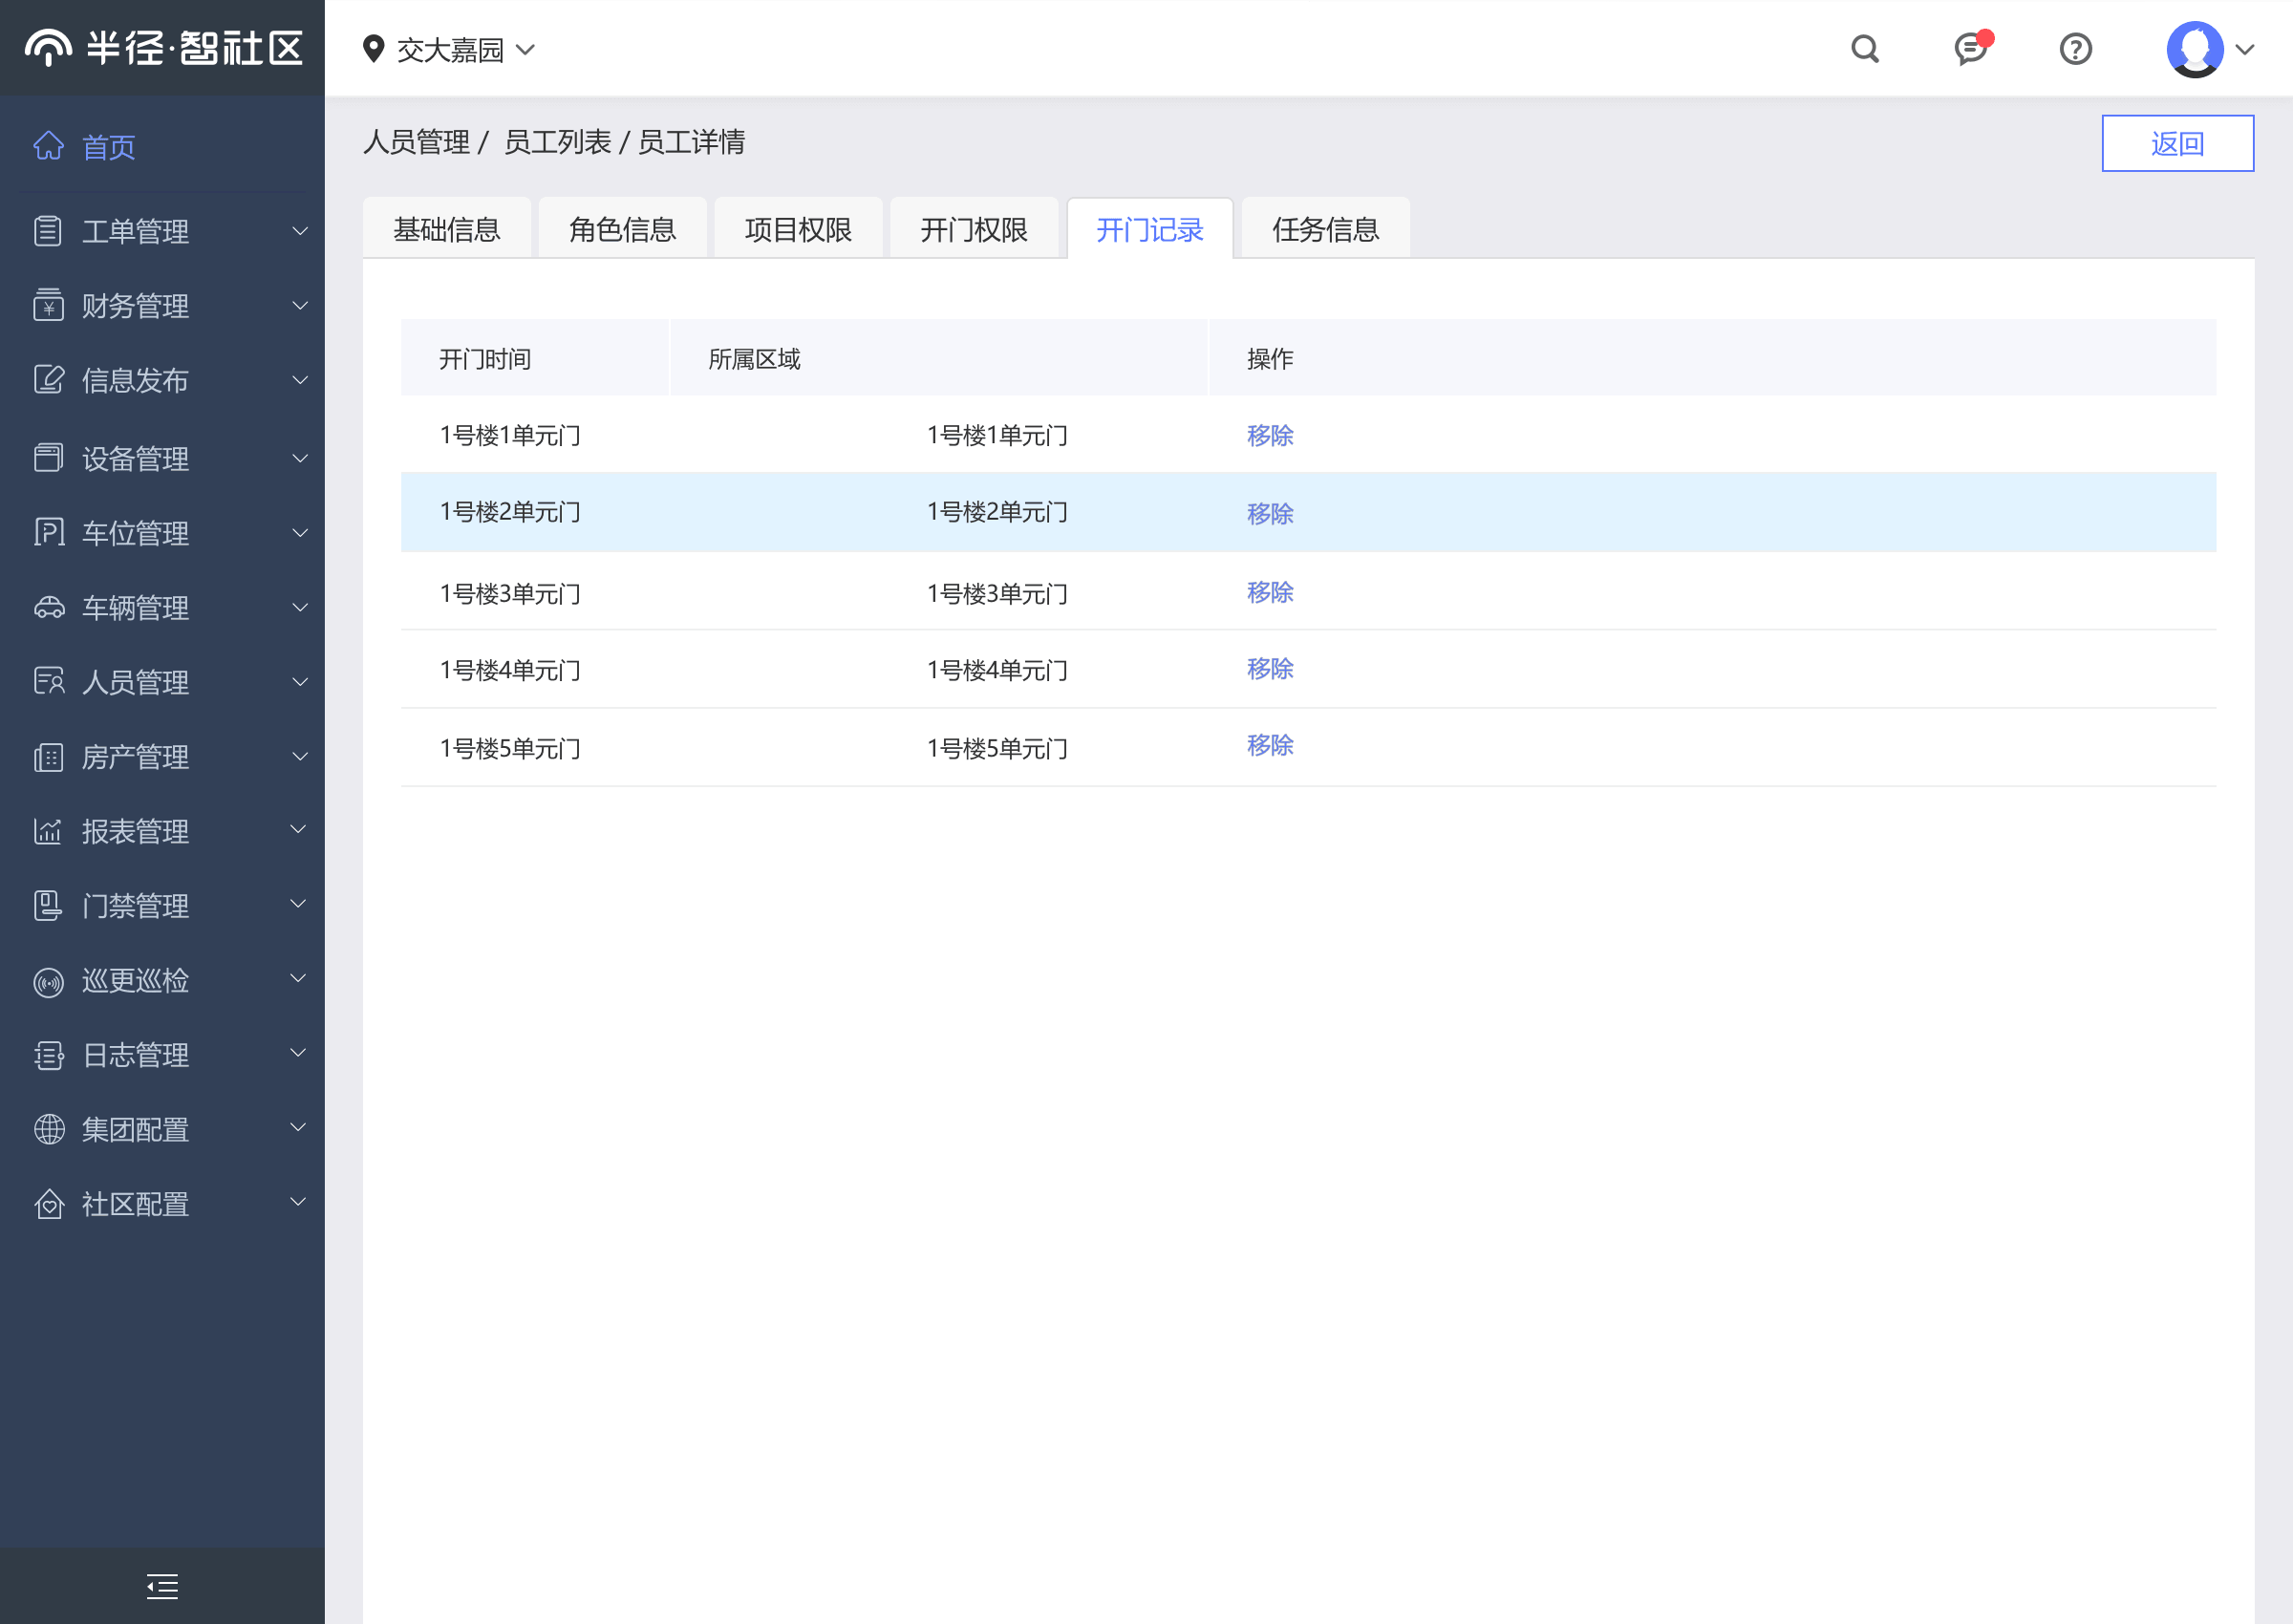 半径·智社区
交大嘉园
首页
工单管理
财务管理
信息发布
设备管理
车位管理
车辆管理
人员管理
房产管理
报表管理
门禁管理
巡更巡检
日志管理
集团配置
社区配置
人员管理 / 员工列表 / 员工详情
返回
基础信息 角色信息 项目权限 开门权限 开门记录 任务信息
开门时间 所属区域 操作
1号楼1单元门 1号楼1单元门 移除
1号楼2单元门 1号楼2单元门 移除
1号楼3单元门 1号楼3单元门 移除
1号楼4单元门 1号楼4单元门 移除
1号楼5单元门 1号楼5单元门 移除